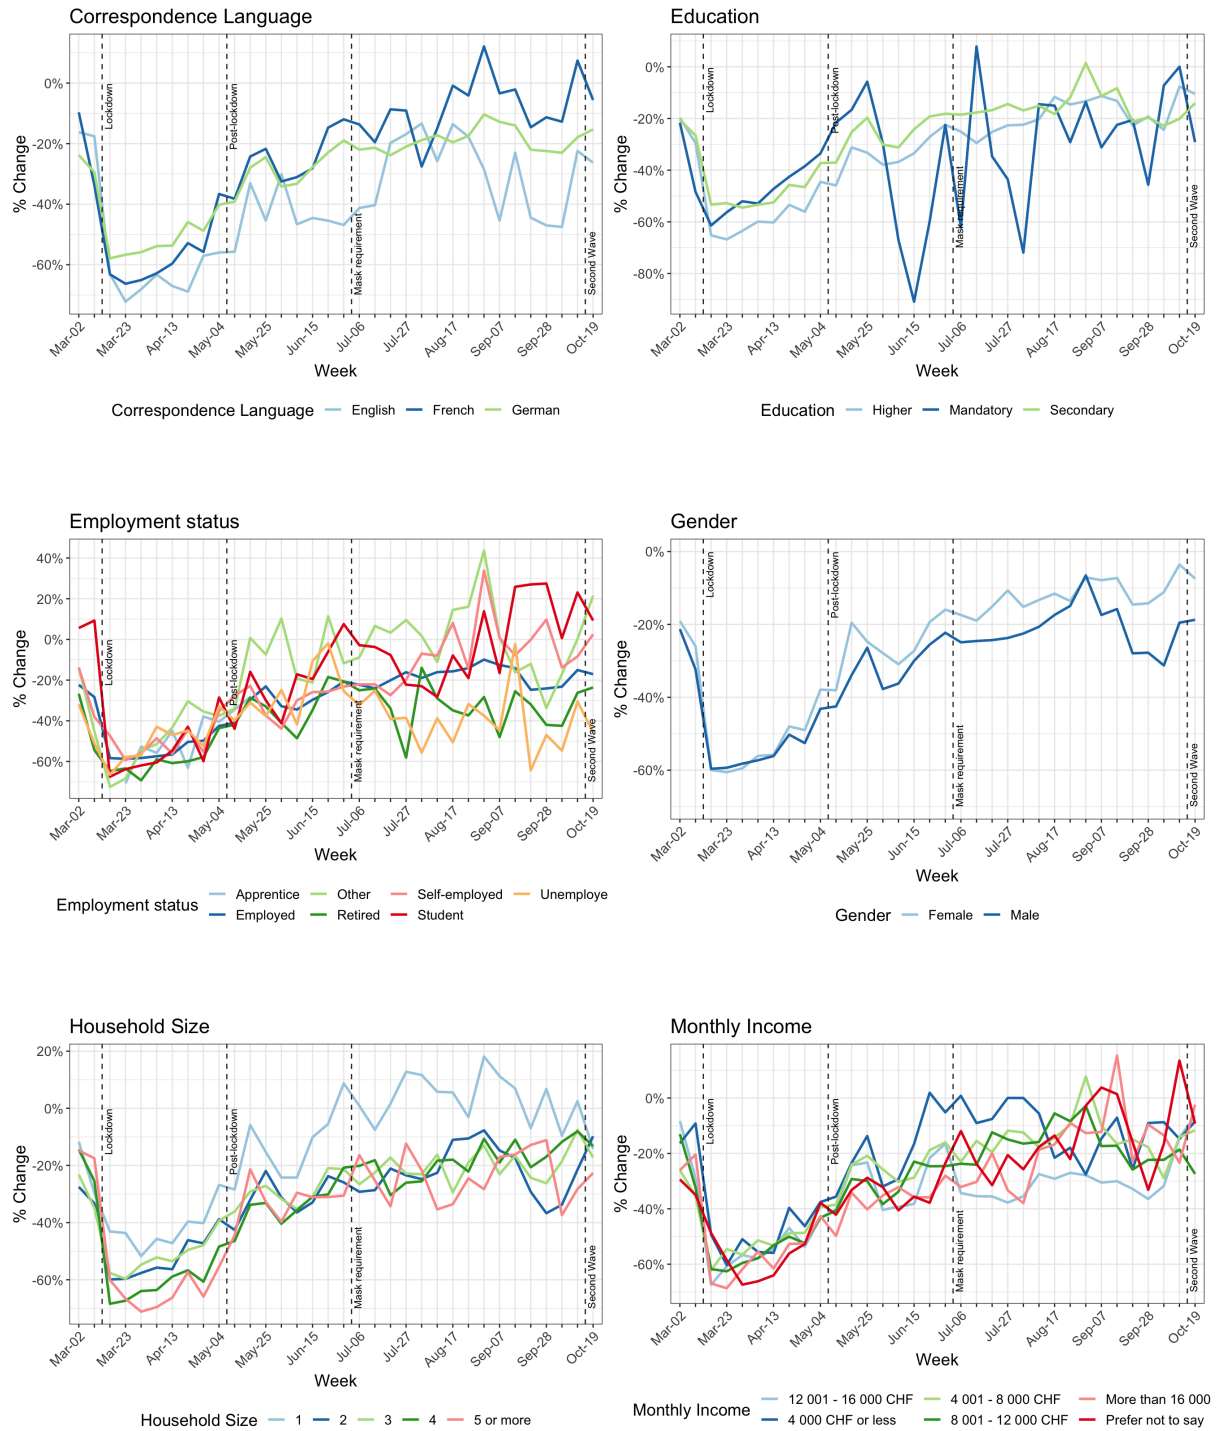 Correspondence Language
% Change
0%
-20%
-40%
-60%
Lockdown
Post-lockdown
Mask requirement
Second Wave
Mar-02
Mar-23
Apr-13
May-04
May-25
Jun-15
Jul-06
Jul-27
Aug-17
Sep-07
Sep-28
Oct-19
Week
Correspondence Language English French German
Education
% Change
0%
-20%
-40%
-60%
-80%
Lockdown
Post-lockdown
Mask requirement
Second Wave
Mar-02
Mar-23
Apr-13
May-04
May-25
Jun-15
Jul-06
Jul-27
Aug-17
Sep-07
Sep-28
Oct-19
Week
Education Higher Mandatory Secondary
Employment status
% Change
40%
20%
0%
-20%
-40%
-60%
Lockdown
Post-lockdown
Mask requirement
Second Wave
Mar-02
Mar-23
Apr-13
May-04
May-25
Jun-15
Jul-06
Jul-27
Aug-17
Sep-07
Sep-28
Oct-19
Week
Employment status
Apprentice Other Self-employed Unemploye
Employed Retired Student
Gender
% Change
0%
-20%
-40%
-60%
Lockdown
Post-lockdown
Mask requirement
Second Wave
Mar-02
Mar-23
Apr-13
May-04
May-25
Jun-15
Jul-06
Jul-27
Aug-17
Sep-07
Sep-28
Oct-19
Week
Gender Female Male
Household Size
% Change
20%
0%
-20%
-40%
-60%
Lockdown
Post-lockdown
Mask requirement
Second Wave
Mar-02
Mar-23
Apr-13
May-04
May-25
Jun-15
Jul-06
Jul-27
Aug-17
Sep-07
Sep-28
Oct-19
Week
Household Size 1 2 3 4 5 or more
Monthly Income
% Change
0%
-20%
-40%
-60%
Lockdown
Post-lockdown
Mask requirement
Second Wave
Mar-02
Mar-23
Apr-13
May-04
May-25
Jun-15
Jul-06
Jul-27
Aug-17
Sep-07
Sep-28
Oct-19
Week
Monthly Income
12 001 - 16 000 CHF 4 001 - 8 000 CHF More than 16 000
4 000 CHF or less 8 001 - 12 000 CHF Prefer not to say